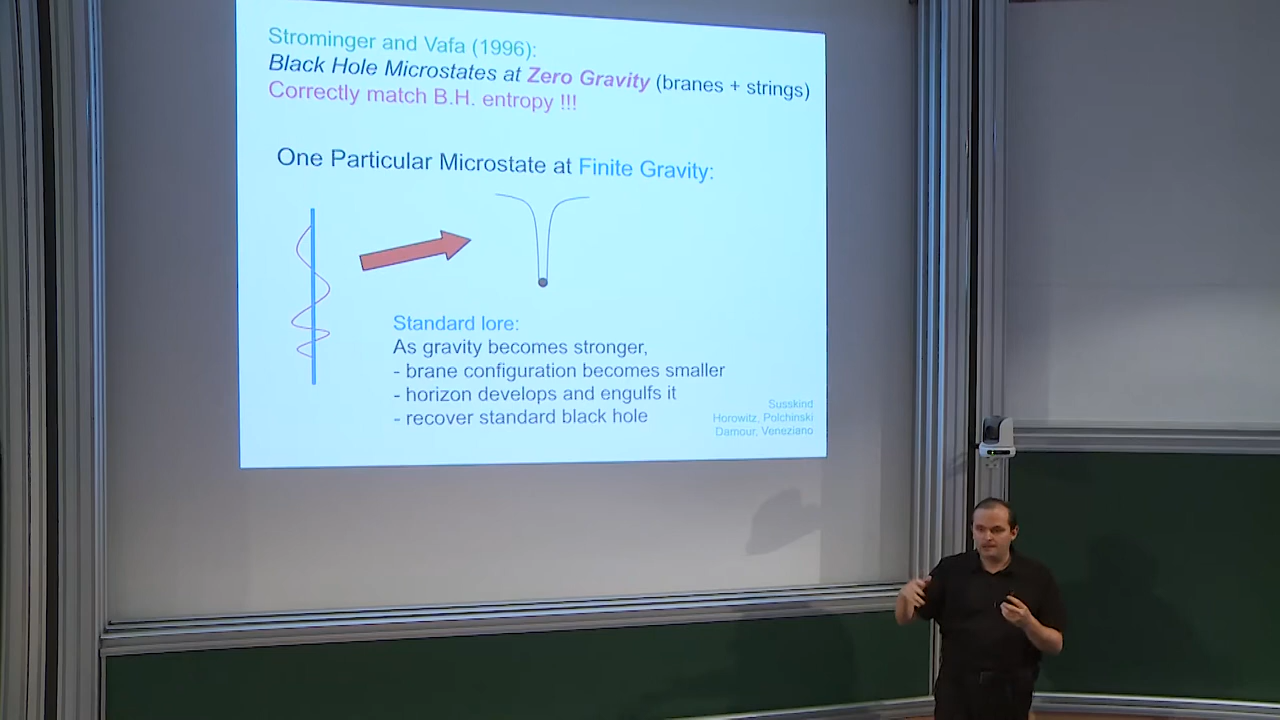 Strominger and Vafa (1996):
Black Hole Microstates at Zero Gravity (branes + strings)
Correctly match B.H. entropy !!!
One Particular Microstate at Finite Gravity:
Standard lore:
As gravity becomes stronger,
- brane configuration becomes smaller
- horizon develops and engulfs it
- recover standard black hole
Susskind
Horowitz, Polchinski
Damour, Veneziano